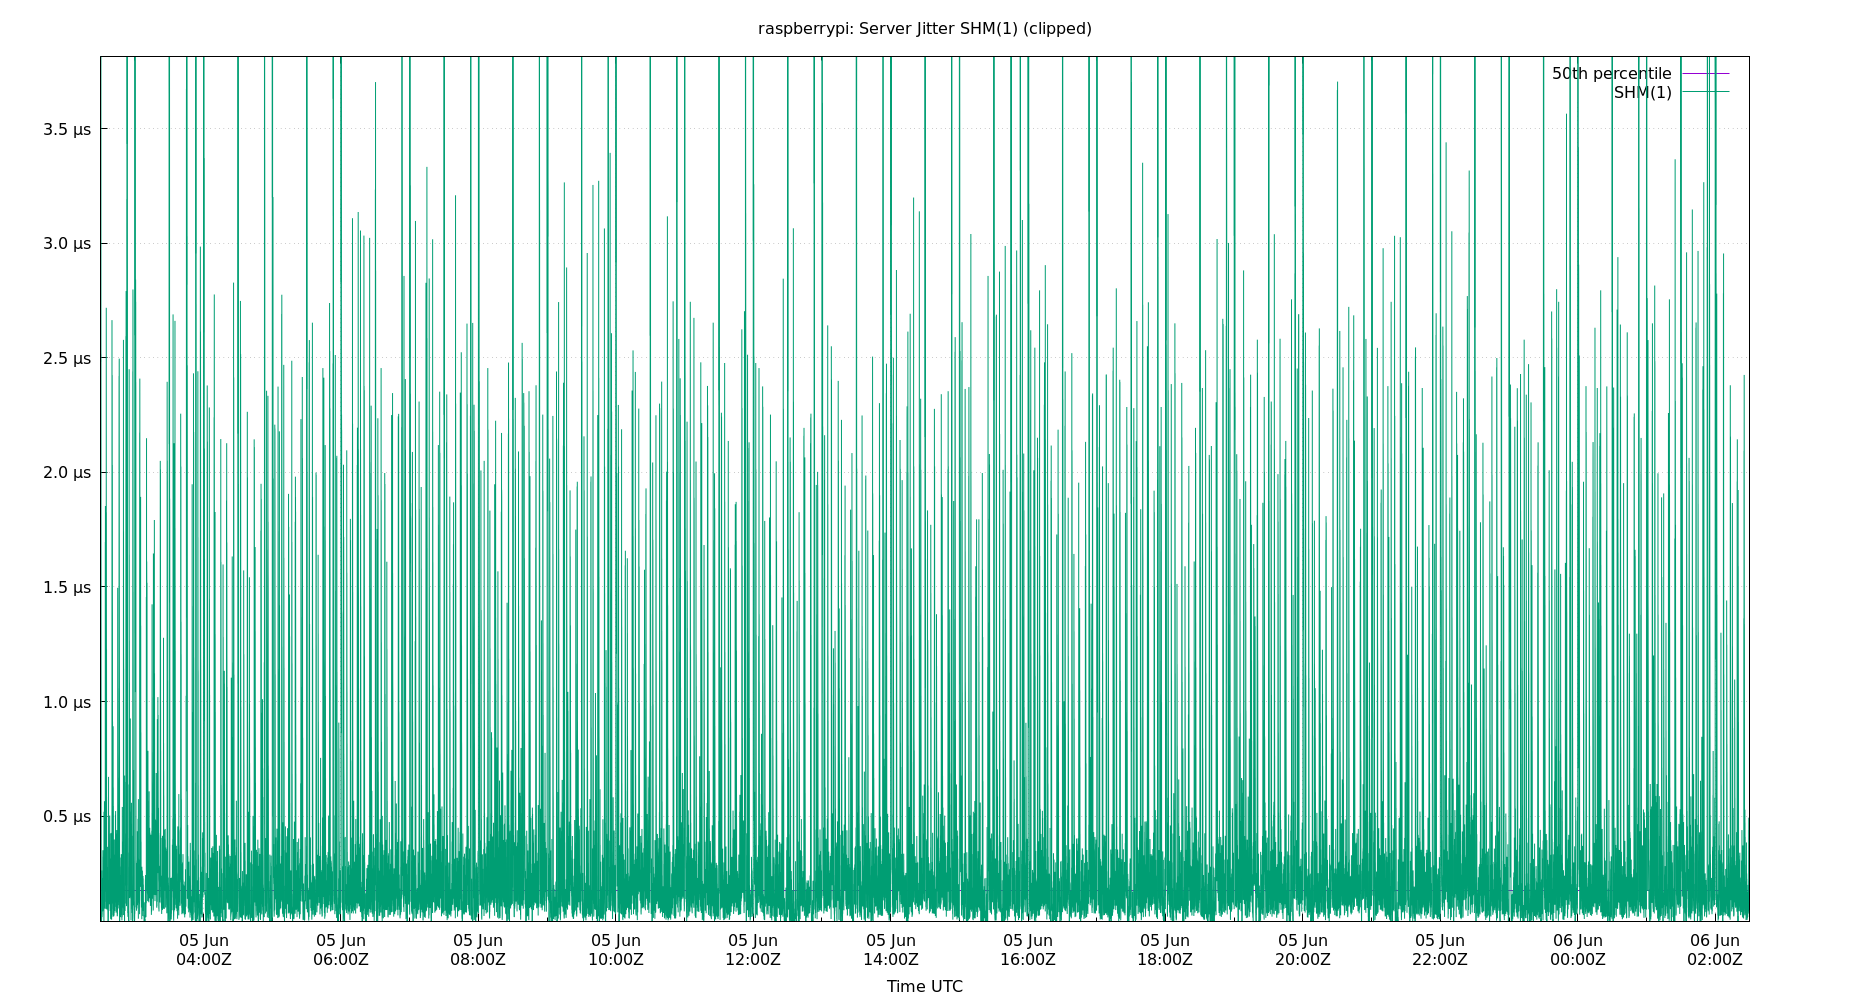 raspberrypi: Server Jitter SHM(1) (clipped)
50th percentile
SHM(1)
3.5 µs
3.0 µs
2.5 µs
2.0 µs
1.5 µs
1.0 µs
0.5 µs
05 Jun 05 Jun 05 Jun 05 Jun 05 Jun 05 Jun 05 Jun 05 Jun 05 Jun 05 Jun 06 Jun 06 Jun
04:00Z 06:00Z 08:00Z 10:00Z 12:00Z 14:00Z 16:00Z 18:00Z 20:00Z 22:00Z 00:00Z 02:00Z
Time UTC